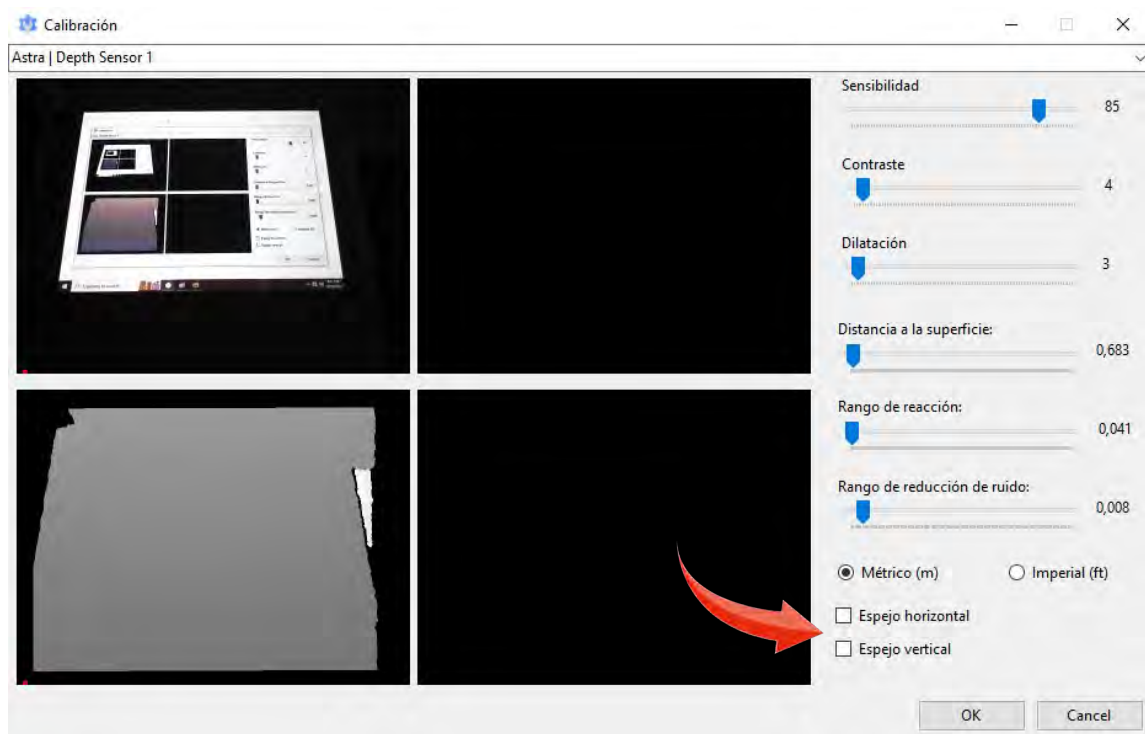 Calibración
Astra | Depth Sensor 1
Sensibilidad
85
Contraste
4
Dilatación
3
Distancia a la superficie:
0,683
Rango de reacción:
0,041
Rango de reducción de ruido:
0,008
Métrico (m) Imperial (ft)
Espejo horizontal
Espejo vertical
OK Cancel